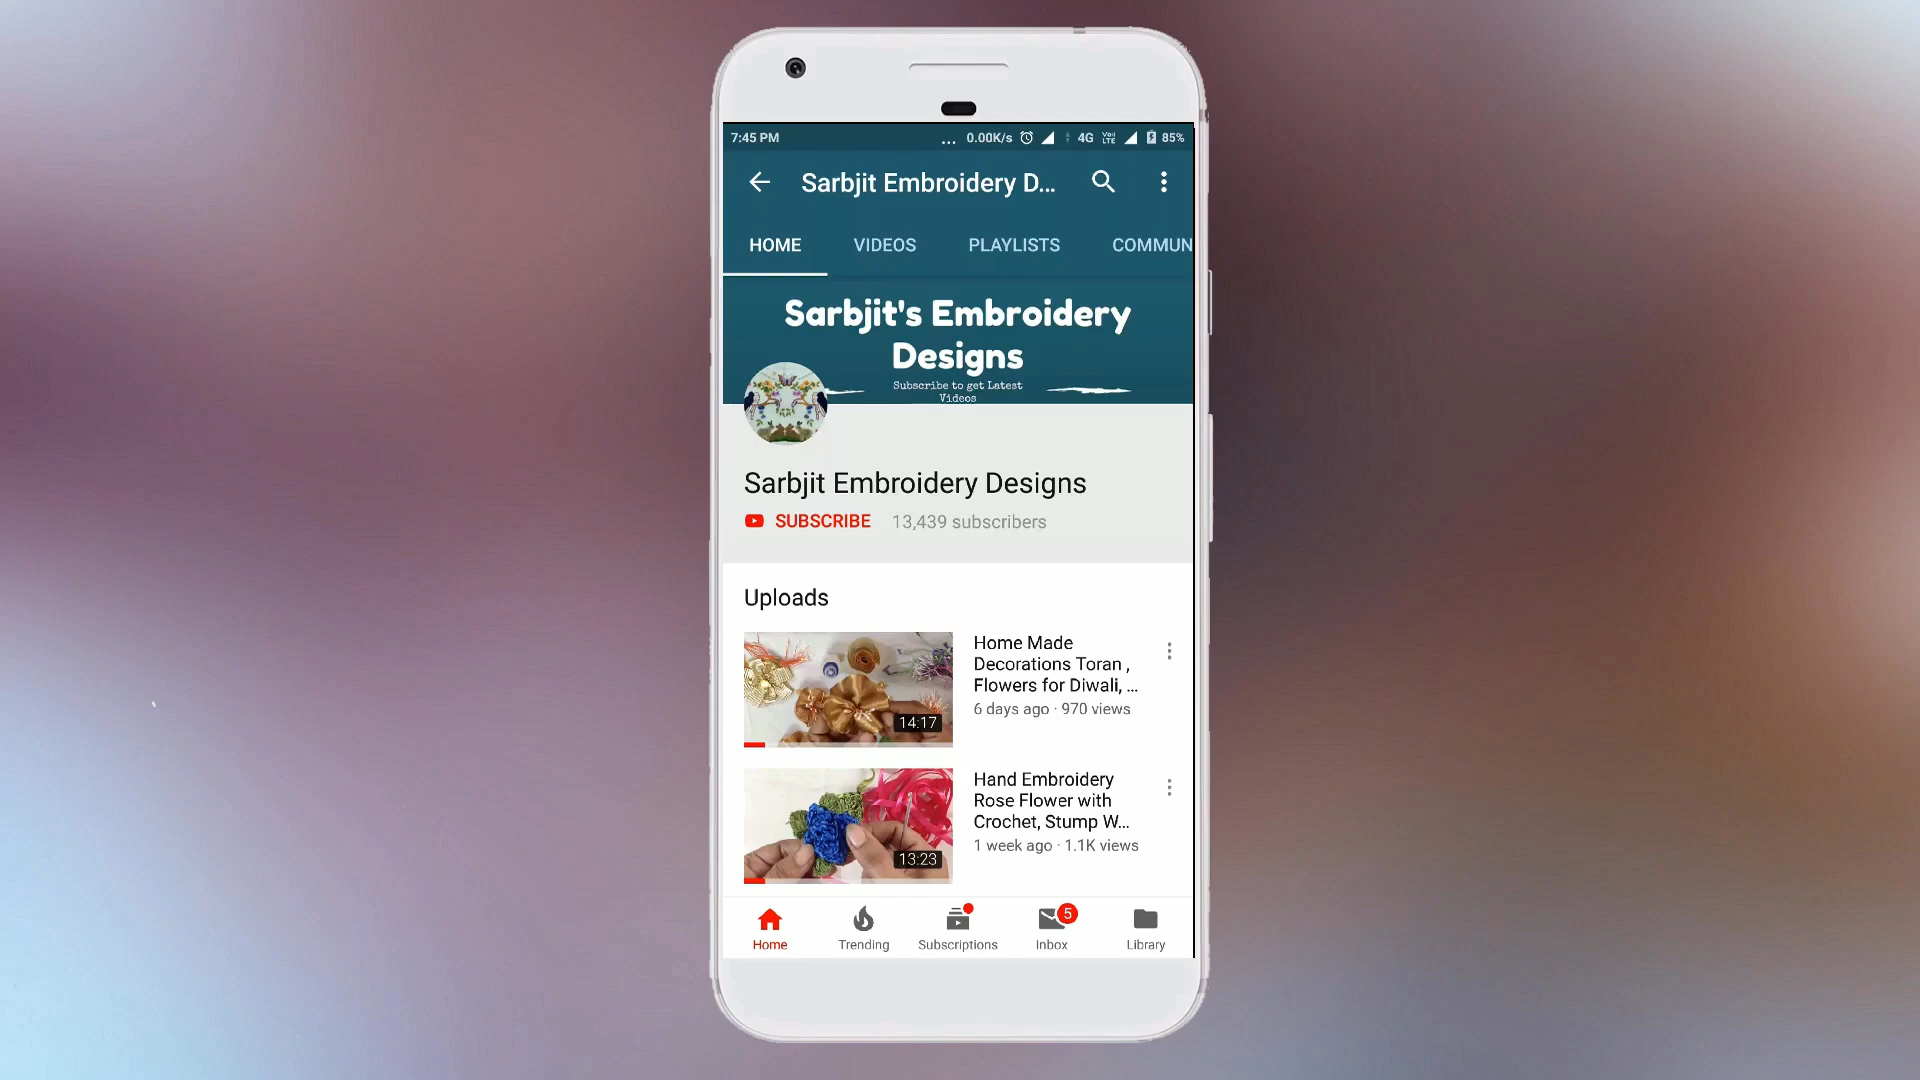 7:45 PM ... 0.00K/s 4G Vo)) LTE 85%
Sarbjit Embroidery D...
HOME VIDEOS PLAYLISTS COMMUN
Sarbjit's Embroidery
Designs
Subscribe to get Latest
Videos
Sarbjit Embroidery Designs
SUBSCRIBE 13,439 subscribers
Uploads
Home Made
Decorations Toran ,
Flowers for Diwali, ...
6 days ago · 970 views
14:17
Hand Embroidery
Rose Flower with
Crochet, Stump W...
1 week ago · 1.1K views
13:23
5
Home Trending Subscriptions Inbox Library